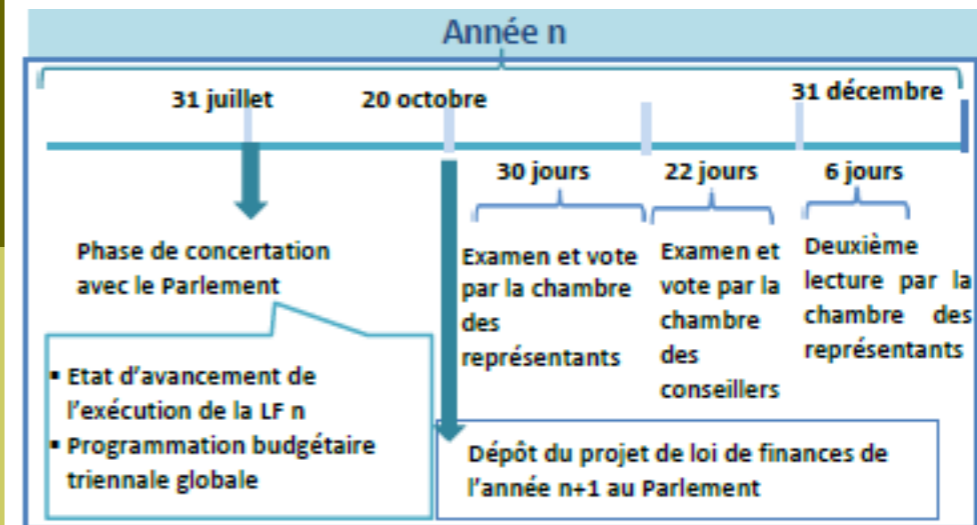 Année n
31 juillet
20 octobre
31 décembre
30 jours
22 jours
6 jours
Phase de concertation
avec le Parlement
Examen et vote
par la chambre
des
représentants
Examen et
vote par la
chambre
des
conseillers
Deuxième
lecture par la
chambre des
représentants
▪ Etat d'avancement de
l'exécution de la LF n
▪ Programmation budgétaire
triennale globale
Dépôt du projet de loi de finances de
l'année n+1 au Parlement